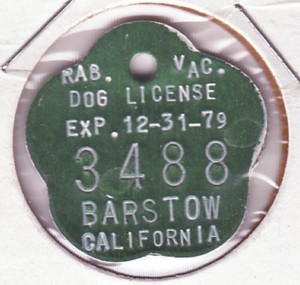 RAB. VAC.
DOG LICENSE
EXP. 12-31-79
3488
BARSTOW
CALIFORNIA